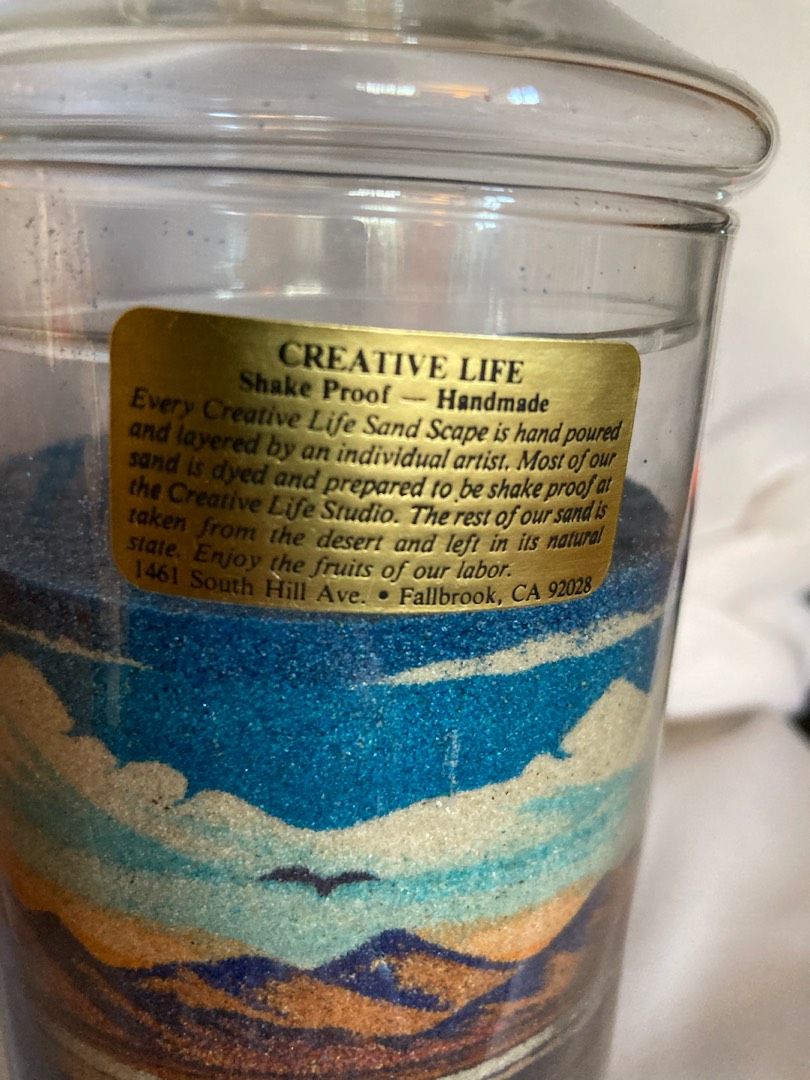 CREATIVE LIFE
Shake Proof — Handmade
Every Creative Life Sand Scape is hand poured
and layered by an individual artist. Most of our
sand is dyed and prepared to be shake proof at
the Creative Life Studio. The rest of our sand is
taken from the desert and left in its natural
state. Enjoy the fruits of our labor.
1461 South Hill Ave. • Fallbrook, CA 92028